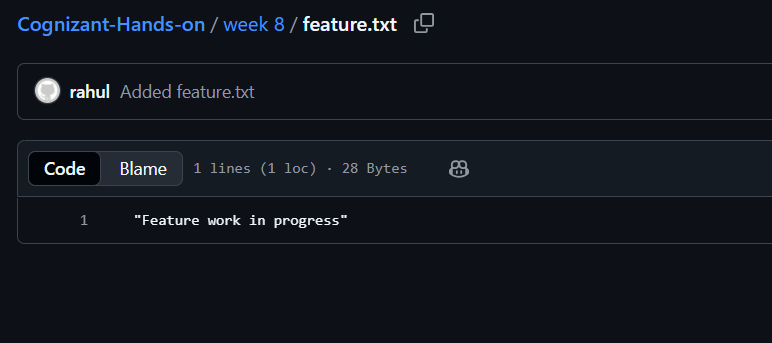 Cognizant-Hands-on / week 8 / feature.txt
rahul Added feature.txt
Code Blame 1 lines (1 loc) · 28 Bytes
1 "Feature work in progress"